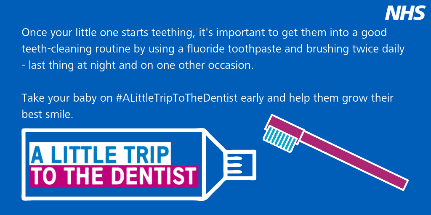 NHS
Once your little one starts teething, it's important to get them into a good
teeth-cleaning routine by using a fluoride toothpaste and brushing twice daily
- last thing at night and on one other occasion.
Take your baby on #ALittleTripToTheDentist early and help them grow their
best smile.
A LITTLE TRIP
TO THE DENTIST